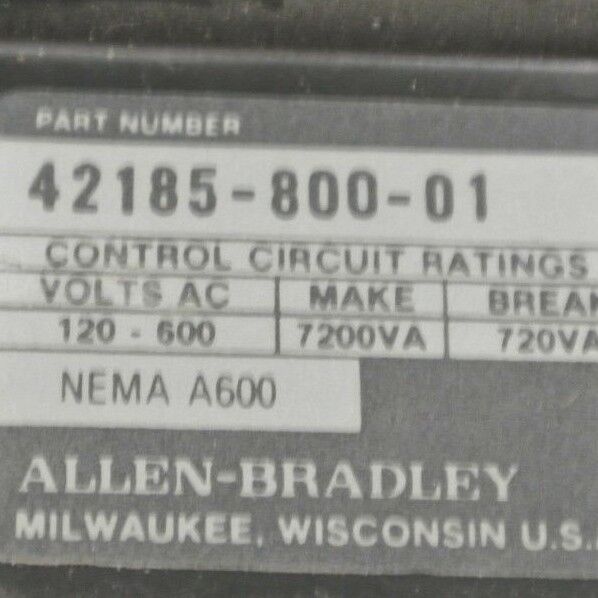 PART NUMBER
42185-800-01
CONTROL CIRCUIT RATINGS
VOLTS AC MAKE BREAK
120 - 600 7200VA 720VA
NEMA A600
ALLEN-BRADLEY
MILWAUKEE, WISCONSIN U.S.A